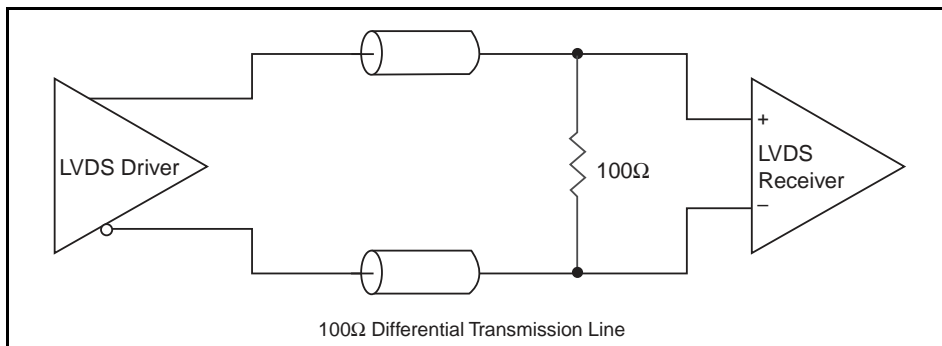 LVDS Driver
100Ω
+
LVDS
Receiver
–
100Ω Differential Transmission Line